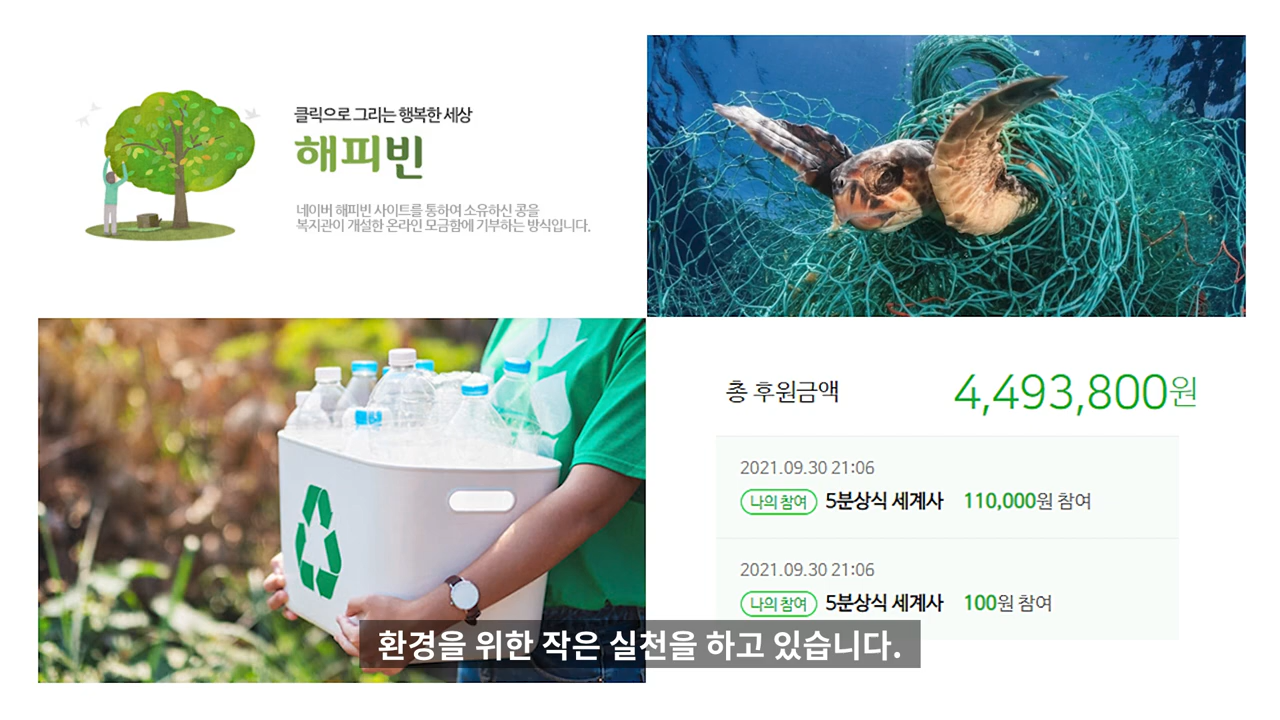 클릭으로 그리는 행복한 세상
해피빈
네이버 해피빈 사이트를 통하여 소유하신 콩을
복지관이 개설한 온라인 모금함에 기부하는 방식입니다.
총 후원금액 4,493,800원
2021.09.30 21:06
나의 참여 5분상식 세계사 110,000원 참여
2021.09.30 21:06
나의 참여 5분상식 세계사 100원 참여
환경을 위한 작은 실천을 하고 있습니다.